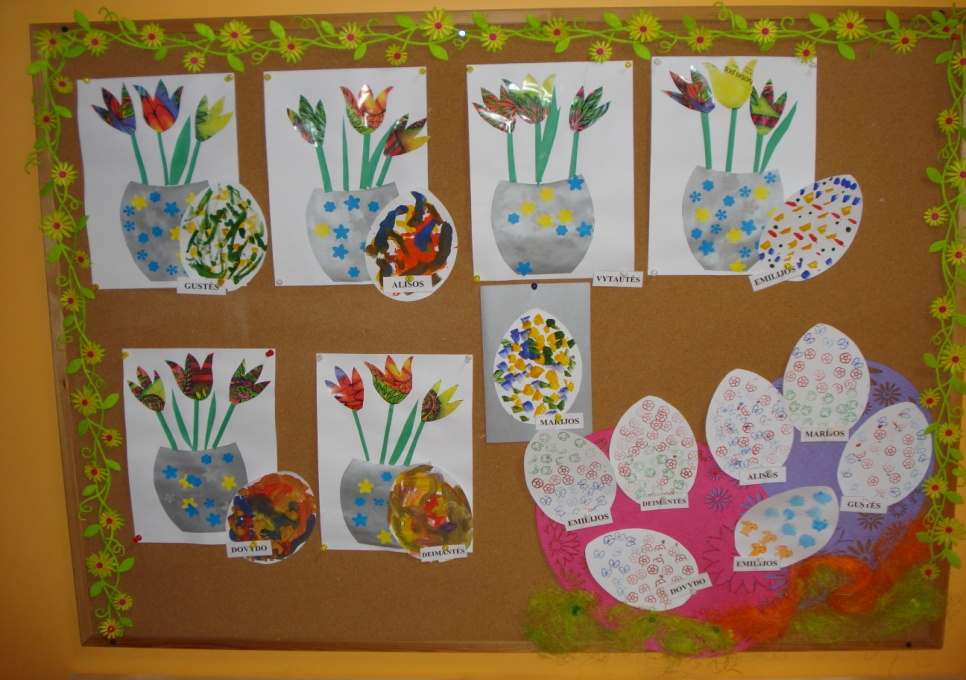 GUSTĖS
ALISOS
VYTAUTĖS
EMILIJOS
MARIJOS
DOVYDO
DEIMANTĖS
EMILIJOS
DEIMANTĖS
ALISOS
MARIJOS
GUSTĖS
EMILIJOS
DOVYDO